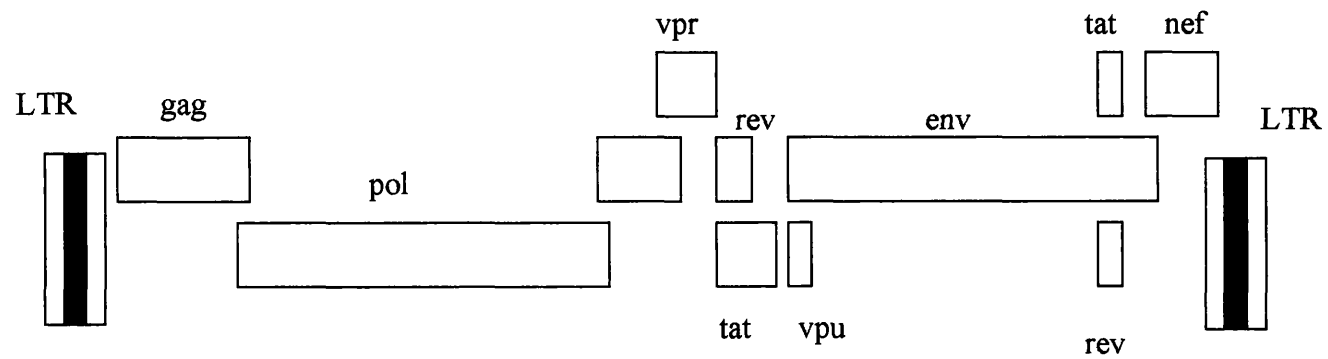 vpr
tat
nef
LTR
gag
rev
env
LTR
pol
tat
vpu
rev